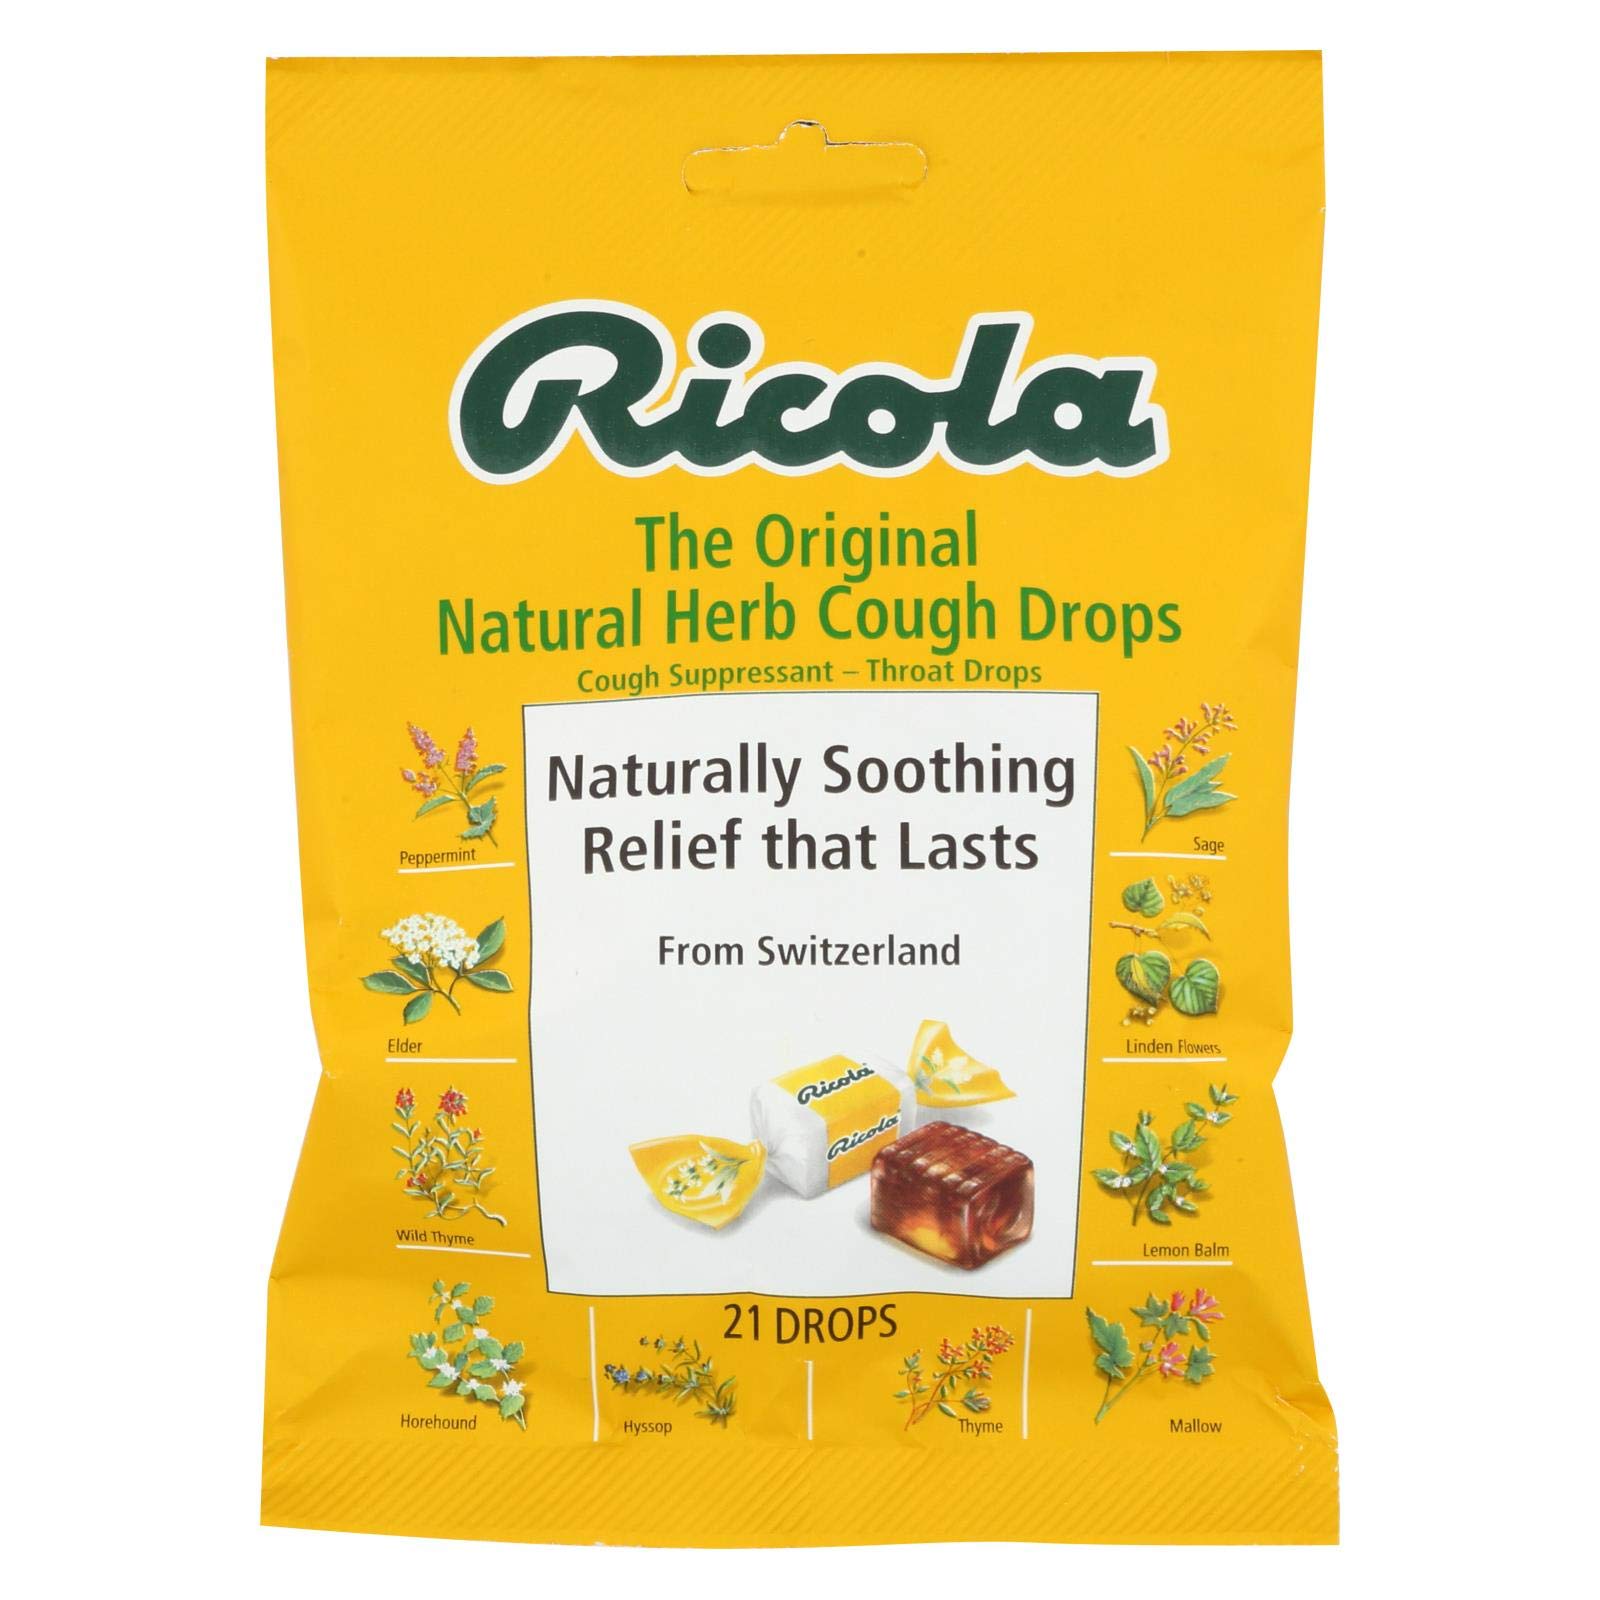 Ricola
The Original
Natural Herb Cough Drops
Cough Suppressant – Throat Drops
Naturally Soothing
Relief that Lasts
From Switzerland
Ricola
Ricola
Peppermint
Sage
Elder
Linden Flowers
Wild Thyme
Lemon Balm
21 DROPS
Horehound
Hyssop
Thyme
Mallow